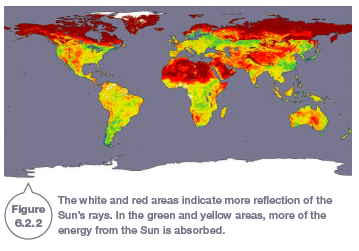 Figure
6.2.2
The white and red areas indicate more reflection of the
Sun's rays. In the green and yellow areas, more of the
energy from the Sun is absorbed.